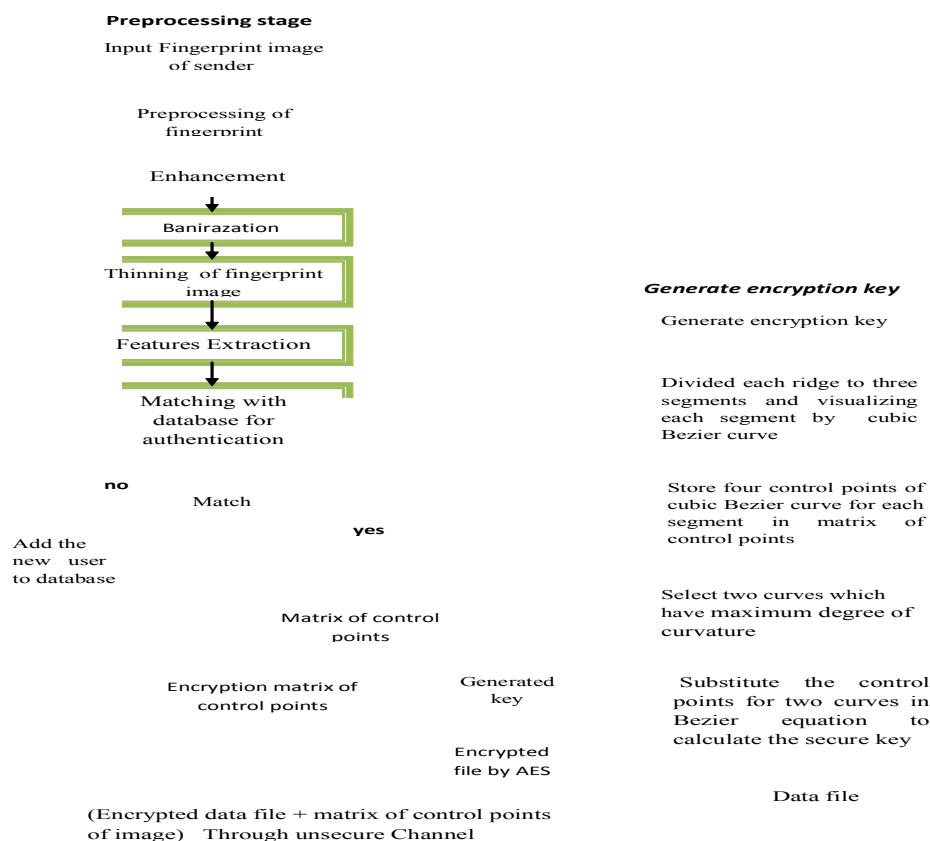 Preprocessing stage
Input Fingerprint image
of sender
Preprocessing of
fingerprint
Enhancement
Banirazation
Thinning of fingerprint
image
Features Extraction
Matching with
database for
authentication
no
Match
yes
Add the
new user
to database
Matrix of control
points
Encryption matrix of
control points
Generated
key
Encrypted
file by AES
(Encrypted data file + matrix of control points
of image) Through unsecure Channel
Generate encryption key
Generate encryption key
Divided each ridge to three
segments and visualizing
each segment by cubic
Bezier curve
Store four control points of
cubic Bezier curve for each
segment in matrix of
control points
Select two curves which
have maximum degree of
curvature
Substitute the control
points for two curves in
Bezier equation to
calculate the secure key
Data file